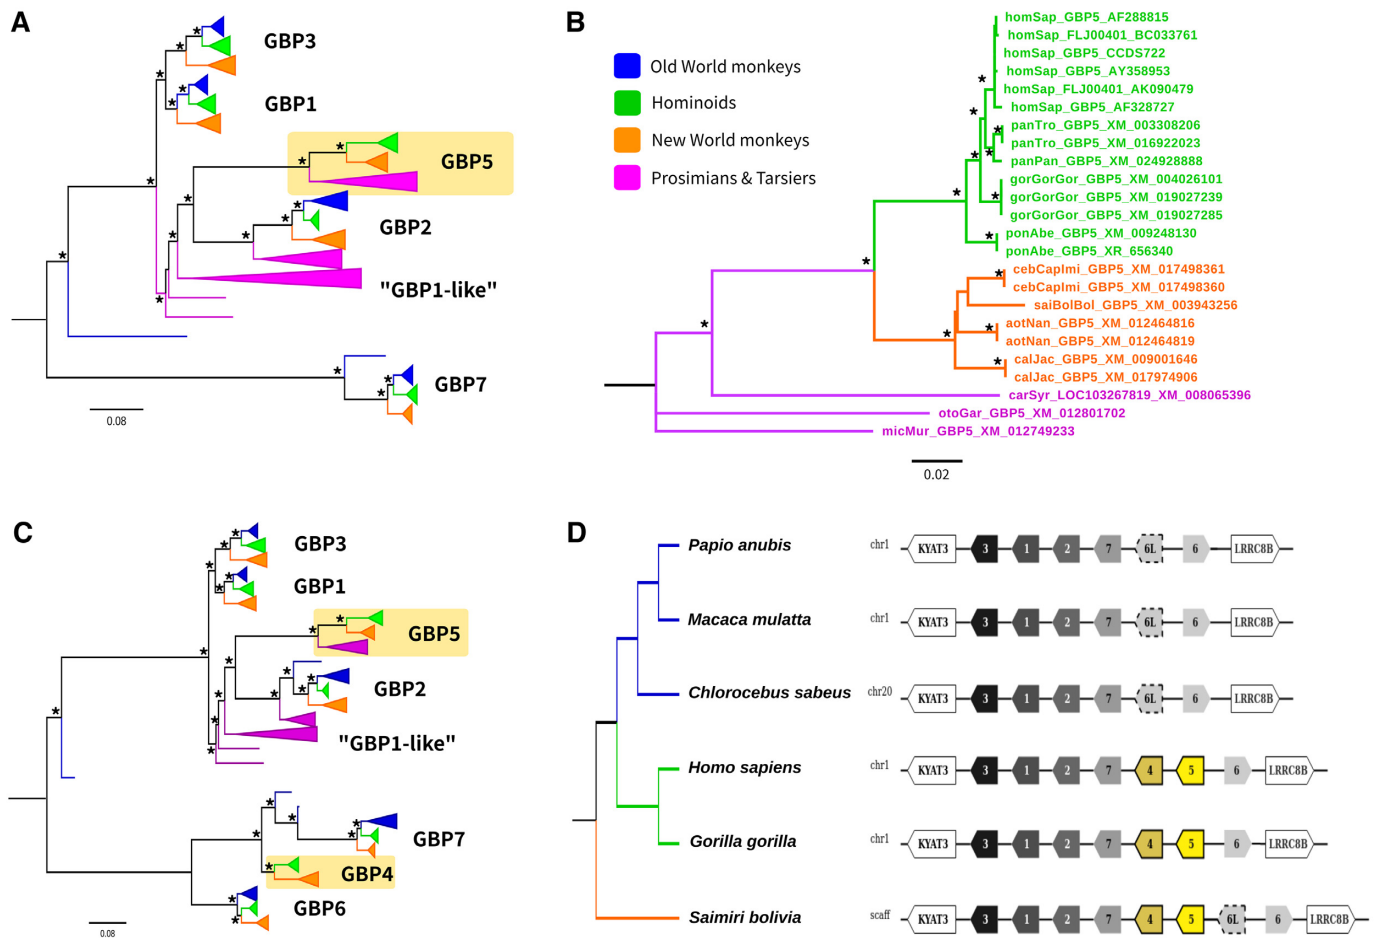 A
GBP3
GBP1
GBP5
GBP2
"GBP1-like"
GBP7
0.08
B
Old World monkeys
Hominoids
New World monkeys
Prosimians & Tarsiers
homSap_GBP5_AF288815
homSap_FLJ00401_BC033761
homSap_GBP5_CCDS722
homSap_GBP5_AY358953
homSap_FLJ00401_AK090479
homSap_GBP5_AF328727
panTro_GBP5_XM_003308206
panTro_GBP5_XM_016922023
panPan_GBP5_XM_024928888
gorGorGor_GBP5_XM_004026101
gorGorGor_GBP5_XM_019027239
gorGorGor_GBP5_XM_019027285
ponAbe_GBP5_XM_009248130
ponAbe_GBP5_XR_656340
cebCapImi_GBP5_XM_017498361
cebCapImi_GBP5_XM_017498360
saiBolBol_GBP5_XM_003943256
aotNan_GBP5_XM_012464816
aotNan_GBP5_XM_012464819
calJac_GBP5_XM_009001646
calJac_GBP5_XM_017974906
carSyr_LOC103267819_XM_008065396
otoGar_GBP5_XM_012801702
micMur_GBP5_XM_012749233
0.02
C
GBP3
GBP1
GBP5
GBP2
"GBP1-like"
GBP7
GBP4
GBP6
0.08
D
Papio anubis chr1 KYAT3 3 1 2 7 6L 6 LRRC8B
Macaca mulatta chr1 KYAT3 3 1 2 7 6L 6 LRRC8B
Chlorocebus sabeus chr20 KYAT3 3 1 2 7 6L 6 LRRC8B
Homo sapiens chr1 KYAT3 3 1 2 7 4 5 6 LRRC8B
Gorilla gorilla chr1 KYAT3 3 1 2 7 4 5 6 LRRC8B
Saimiri bolivia scaff KYAT3 3 1 2 7 4 5 6L 6 LRRC8B